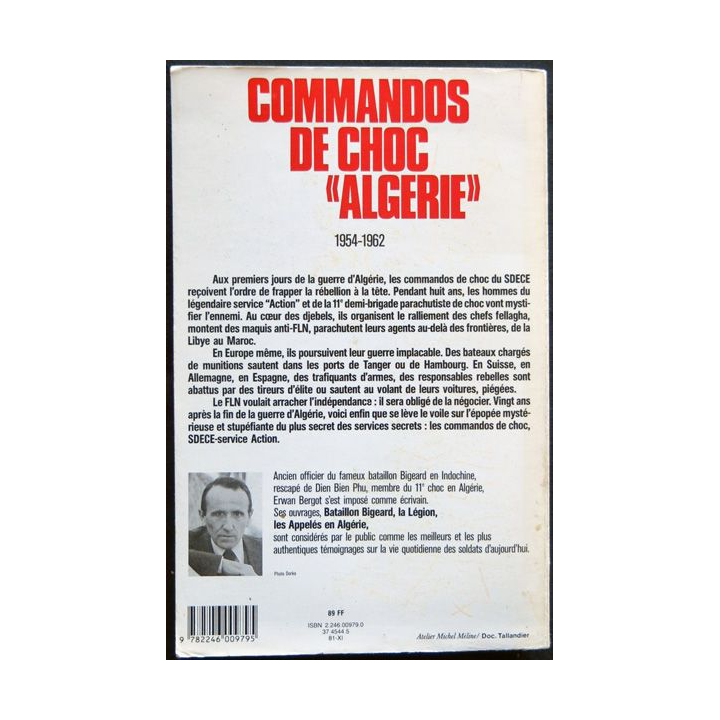 COMMANDOS
DE CHOC
«ALGERIE»
1954-1962
Aux premiers jours de la guerre d'Algérie, les commandos de choc du SDECE
reçoivent l'ordre de frapper la rébellion à la tête. Pendant huit ans, les hommes du
légendaire service "Action" et de la 11e demi-brigade parachutiste de choc vont mysti-
fier l'ennemi. Au cœur des djebels, ils organisent le ralliement des chefs fellagha,
montent des maquis anti-FLN, parachutent leurs agents au-delà des frontières, de la
Libye au Maroc.
En Europe même, ils poursuivent leur guerre implacable. Des bateaux chargés
de munitions sautent dans les ports de Tanger ou de Hambourg. En Suisse, en
Allemagne, en Espagne, des trafiquants d'armes, des responsables rebelles sont
abattus par des tireurs d'élite ou sautent au volant de leurs voitures, piégées.
Le FLN voulait arracher l'indépendance : il sera obligé de la négocier. Vingt ans
après la fin de la guerre d'Algérie, voici enfin que se lève le voile sur l'épopée mysté-
rieuse et stupéfiante du plus secret des services secrets : les commandos de choc,
SDECE-service Action.
Ancien officier du fameux bataillon Bigeard en Indochine,
rescapé de Dien Bien Phu, membre du 11e choc en Algérie,
Erwan Bergot s'est imposé comme écrivain.
Ses ouvrages, Bataillon Bigeard, la Légion,
les Appelés en Algérie,
sont considérés par le public comme les meilleurs et les plus
authentiques témoignages sur la vie quotidienne des soldats d'aujourd'hui.
89 FF
ISBN 2.246.00979.0
37 4544 5
81-XI
9 782246 009795
Atelier Michel Méline / Doc. Tallandier